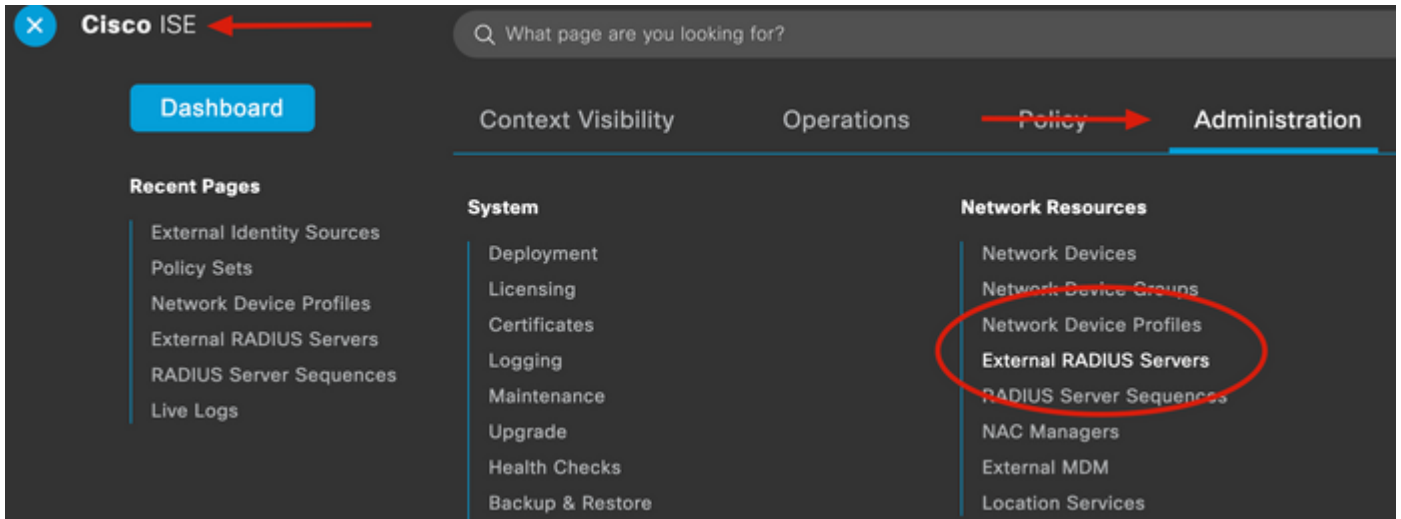 Cisco ISE
What page are you looking for?
Dashboard
Context Visibility
Operations
Policy
Administration
Recent Pages
External Identity Sources
Policy Sets
Network Device Profiles
External RADIUS Servers
RADIUS Server Sequences
Live Logs
System
Deployment
Licensing
Certificates
Logging
Maintenance
Upgrade
Health Checks
Backup & Restore
Network Resources
Network Devices
Network Device Groups
Network Device Profiles
External RADIUS Servers
RADIUS Server Sequences
NAC Managers
External MDM
Location Services